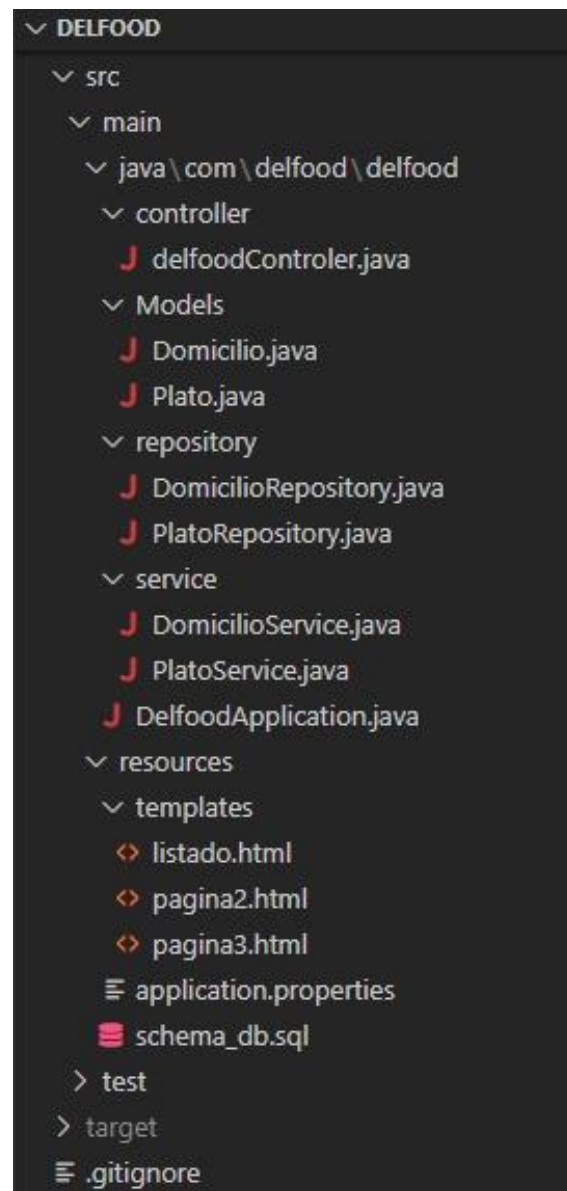 DELFOOD
src
main
java\com\delfood\delfood
controller
delfoodControler.java
Models
Domicilio.java
Plato.java
repository
DomicilioRepository.java
PlatoRepository.java
service
DomicilioService.java
PlatoService.java
DelfoodApplication.java
resources
templates
listado.html
pagina2.html
pagina3.html
application.properties
schema_db.sql
test
target
.gitignore